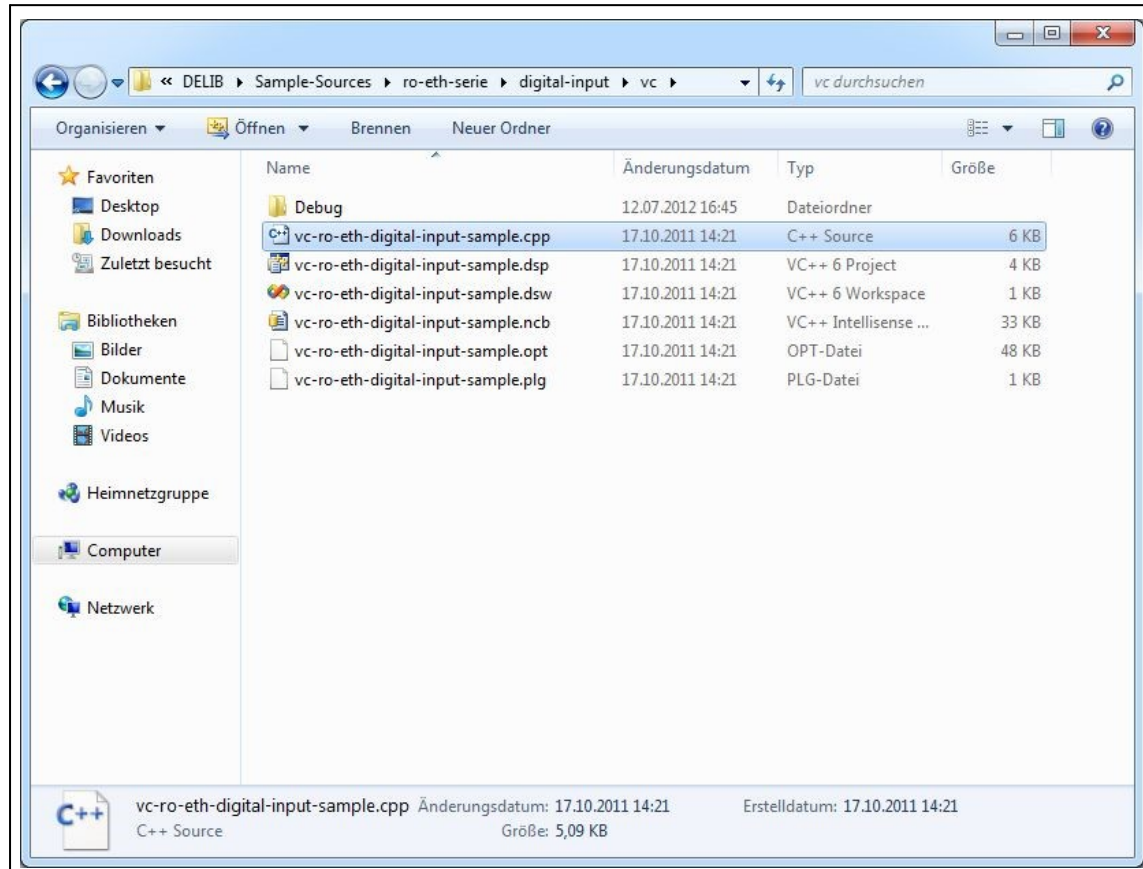 « DELIB ▸ Sample-Sources ▸ ro-eth-serie ▸ digital-input ▸ vc ▸ vc durchsuchen
Organisieren ▾ Öffnen ▾ Brennen Neuer Ordner
Favoriten
Desktop
Downloads
Zuletzt besucht
Bibliotheken
Bilder
Dokumente
Musik
Videos
Heimnetzgruppe
Computer
Netzwerk
Name Änderungsdatum Typ Größe
Debug 12.07.2012 16:45 Dateiordner
vc-ro-eth-digital-input-sample.cpp 17.10.2011 14:21 C++ Source 6 KB
vc-ro-eth-digital-input-sample.dsp 17.10.2011 14:21 VC++ 6 Project 4 KB
vc-ro-eth-digital-input-sample.dsw 17.10.2011 14:21 VC++ 6 Workspace 1 KB
vc-ro-eth-digital-input-sample.ncb 17.10.2011 14:21 VC++ Intellisense ... 33 KB
vc-ro-eth-digital-input-sample.opt 17.10.2011 14:21 OPT-Datei 48 KB
vc-ro-eth-digital-input-sample.plg 17.10.2011 14:21 PLG-Datei 1 KB
C++
vc-ro-eth-digital-input-sample.cpp Änderungsdatum: 17.10.2011 14:21 Erstelldatum: 17.10.2011 14:21
C++ Source Größe: 5,09 KB